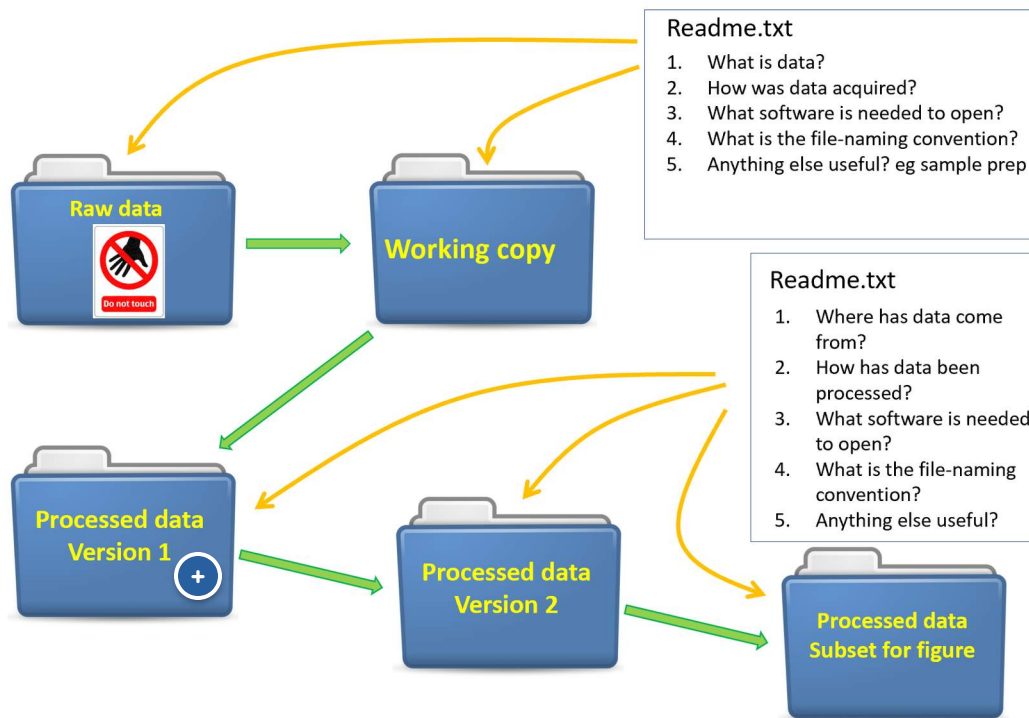 Readme.txt
1. What is data?
2. How was data acquired?
3. What software is needed to open?
4. What is the file-naming convention?
5. Anything else useful? eg sample prep
Raw data
Do not touch
Working copy
Readme.txt
1. Where has data come
from?
2. How has data been
processed?
3. What software is needed
to open?
4. What is the file-naming
convention?
5. Anything else useful?
Processed data
Version 1
+
Processed data
Version 2
Processed data
Subset for figure